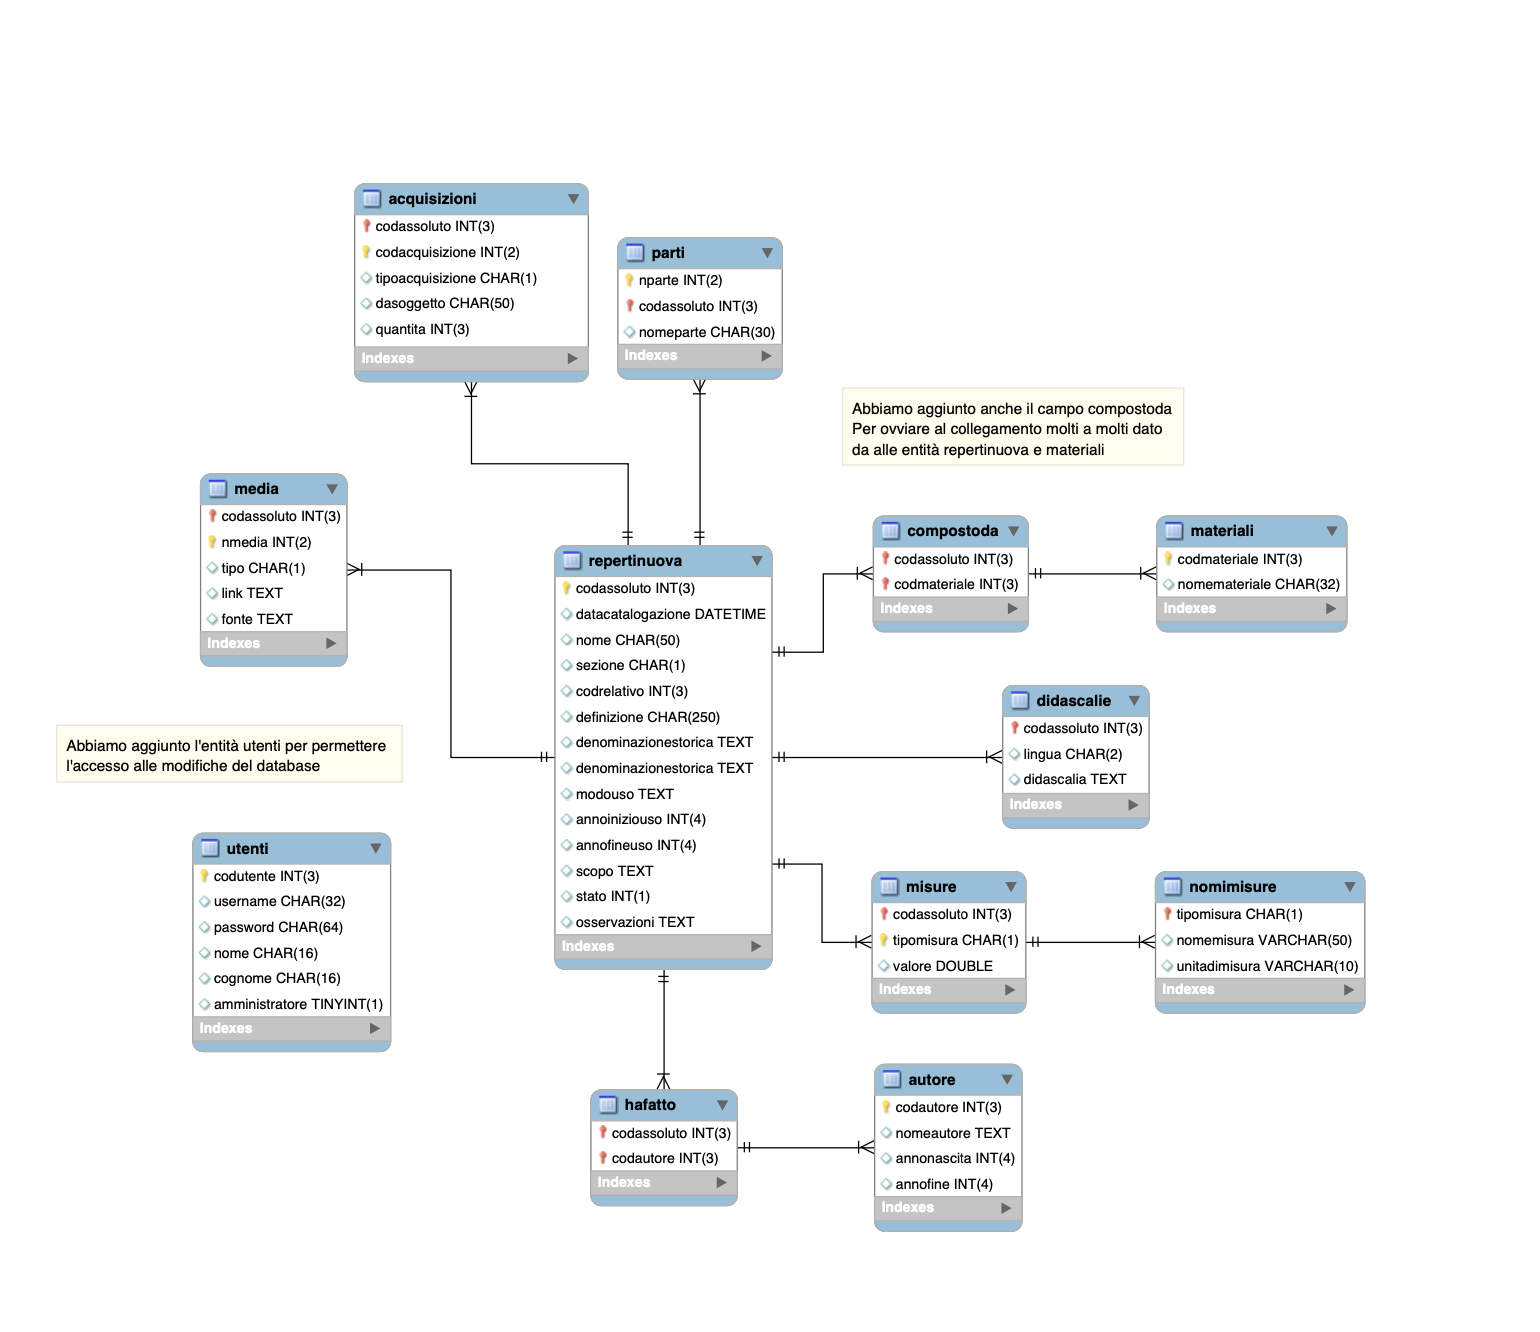 acquisizioni
codassoluto INT(3)
codacquisizione INT(2)
tipoacquisizione CHAR(1)
dasoggetto CHAR(50)
quantita INT(3)
Indexes
parti
nparte INT(2)
codassoluto INT(3)
nomeparte CHAR(30)
Indexes
Abbiamo aggiunto anche il campo compostoda
Per ovviare al collegamento molti a molti dato
da alle entità repertinuova e materiali
media
codassoluto INT(3)
nmedia INT(2)
tipo CHAR(1)
link TEXT
fonte TEXT
Indexes
repertinuova
codassoluto INT(3)
datacatalogazione DATETIME
nome CHAR(50)
sezione CHAR(1)
codrelativo INT(3)
definizione CHAR(250)
denominazionestorica TEXT
denominazionestorica TEXT
modouso TEXT
annoiniziouso INT(4)
annofineuso INT(4)
scopo TEXT
stato INT(1)
osservazioni TEXT
Indexes
compostoda
codassoluto INT(3)
codmateriale INT(3)
Indexes
materiali
codmateriale INT(3)
nomemateriale CHAR(32)
Indexes
didascalie
codassoluto INT(3)
lingua CHAR(2)
didascalia TEXT
Indexes
Abbiamo aggiunto l'entità utenti per permettere
l'accesso alle modifiche del database
utenti
codutente INT(3)
username CHAR(32)
password CHAR(64)
nome CHAR(16)
cognome CHAR(16)
amministratore TINYINT(1)
Indexes
misure
codassoluto INT(3)
tipomisura CHAR(1)
valore DOUBLE
Indexes
nomimisure
tipomisura CHAR(1)
nomemisura VARCHAR(50)
unitadimisura VARCHAR(10)
Indexes
hafatto
codassoluto INT(3)
codautore INT(3)
Indexes
autore
codautore INT(3)
nomeautore TEXT
annonascita INT(4)
annofine INT(4)
Indexes